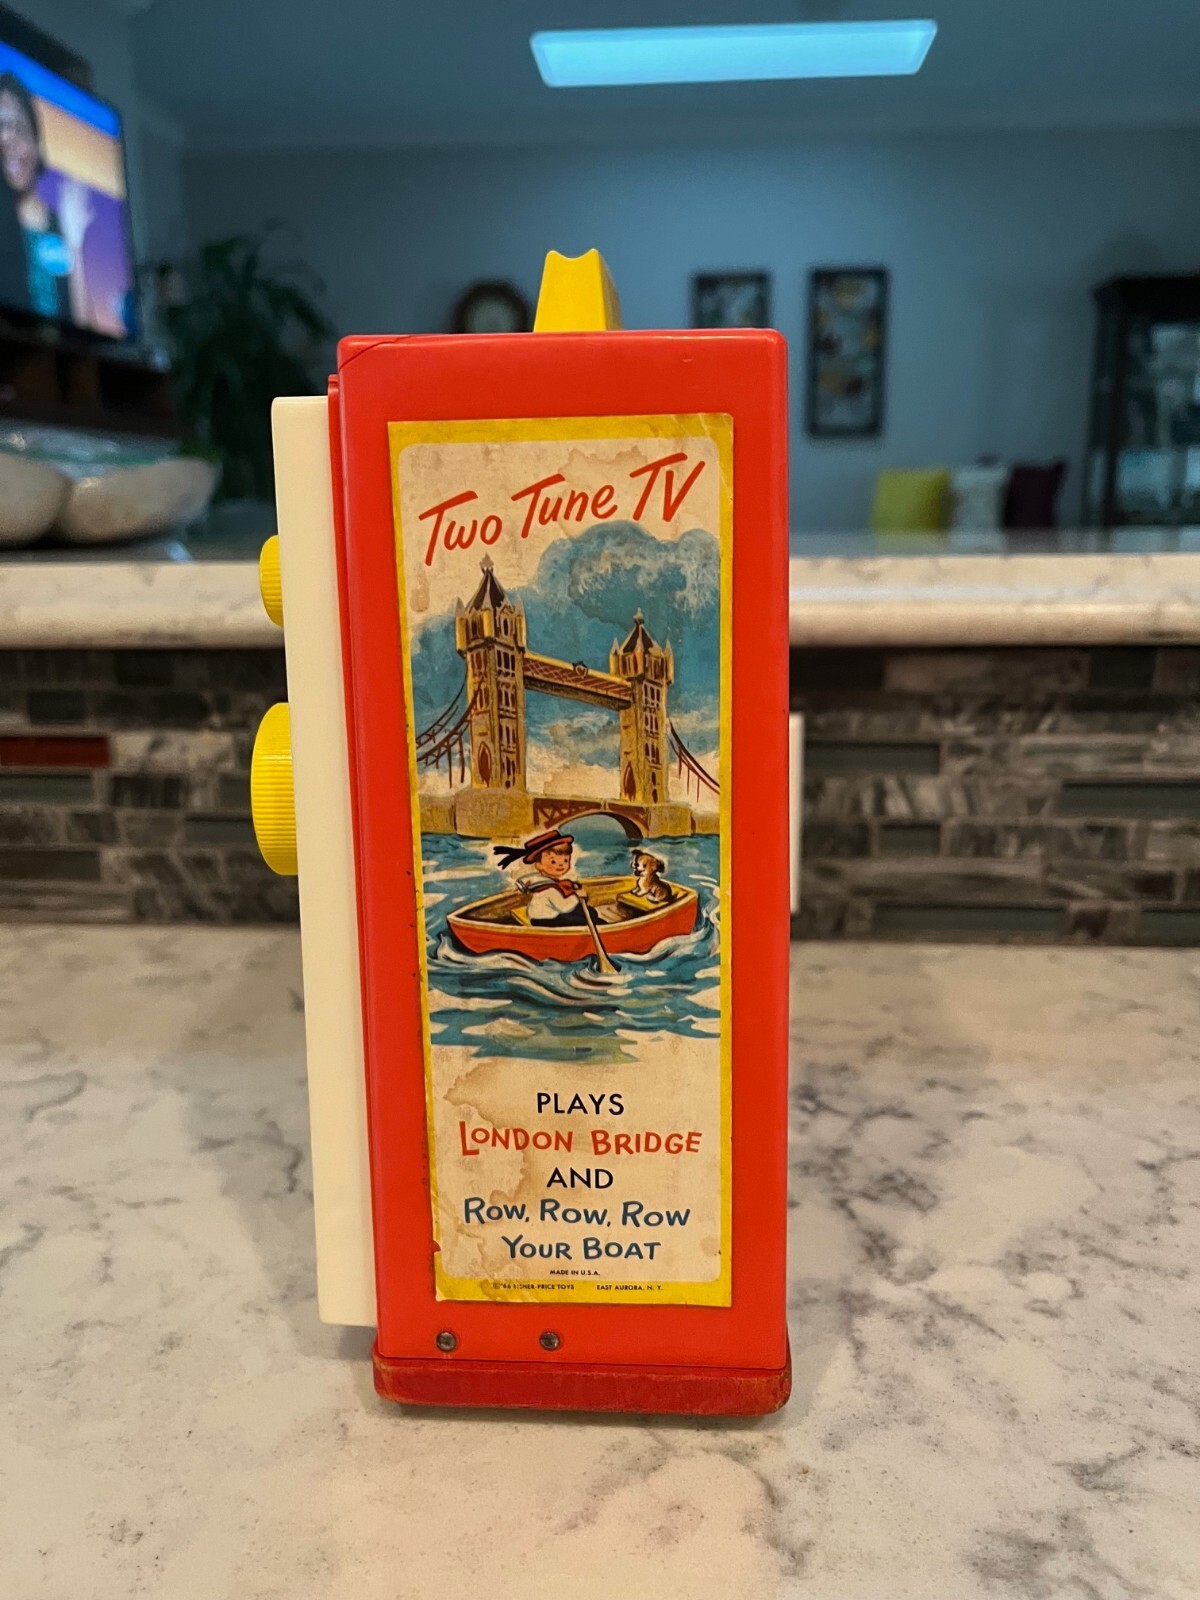 Two Tune TV
PLAYS
LONDON BRIDGE
AND
Row, Row, Row
Your Boat
MADE IN U.S.A.
FISHER-PRICE TOYS EAST AURORA, N. Y.